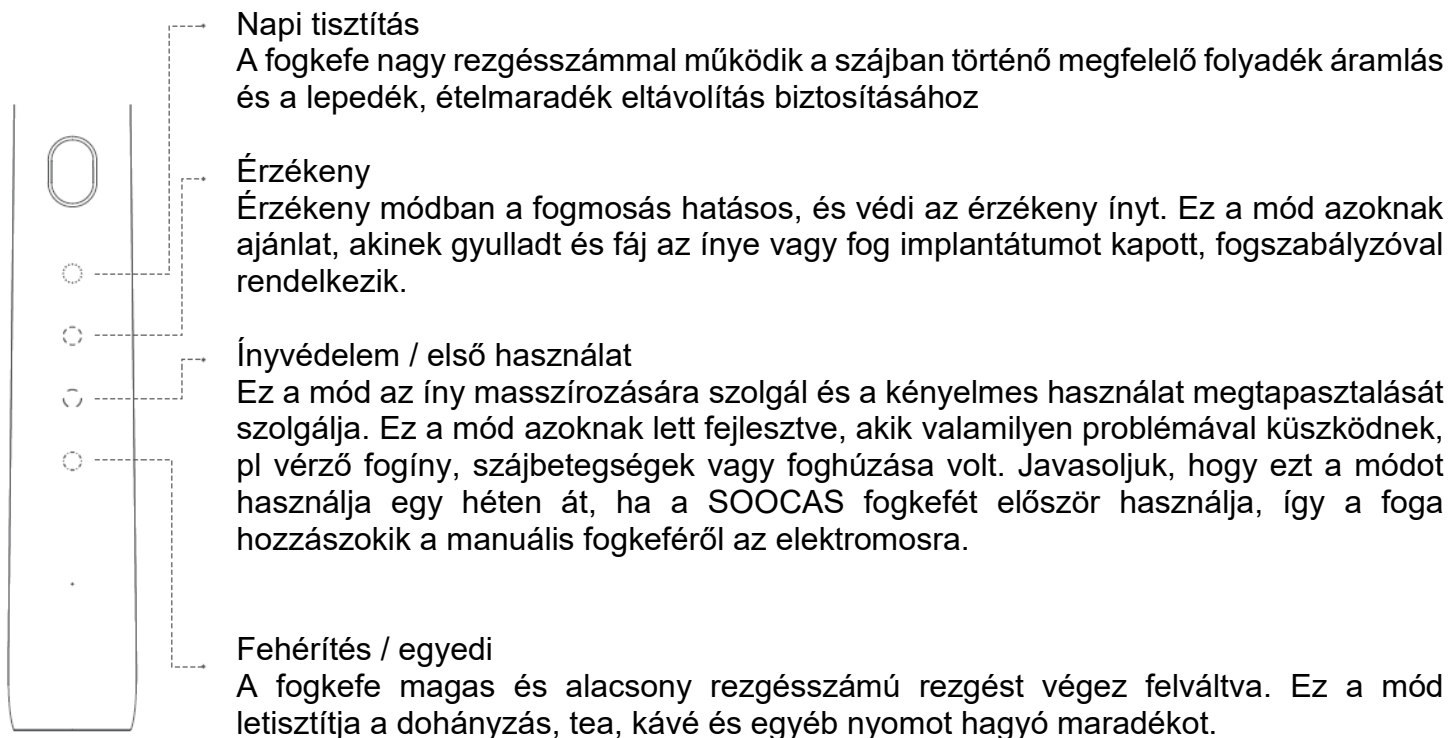 Napi tisztítás
A fogkefe nagy rezgésszámmal működik a szájban történő megfelelő folyadék áramlás
és a lepedék, ételmaradék eltávolítás biztosításához
Érzékeny
Érzékeny módban a fogmosás hatásos, és védi az érzékeny ínyt. Ez a mód azoknak
ajánlat, akinek gyulladt és fáj az ínye vagy fog implantátumot kapott, fogszabályzóval
rendelkezik.
Ínyvédelem / első használat
Ez a mód az íny masszírozására szolgál és a kényelmes használat megtapasztalását
szolgálja. Ez a mód azoknak lett fejlesztve, akik valamilyen problémával küszködnek,
pl vérző fogíny, szájbetegségek vagy foghúzása volt. Javasoljuk, hogy ezt a módot
használja egy héten át, ha a SOOCAS fogkefét először használja, így a foga
hozzászokik a manuális fogkeféről az elektromosra.
Fehérítés / egyedi
A fogkefe magas és alacsony rezgésszámú rezgést végez felváltva. Ez a mód
letisztítja a dohányzás, tea, kávé és egyéb nyomot hagyó maradékot.